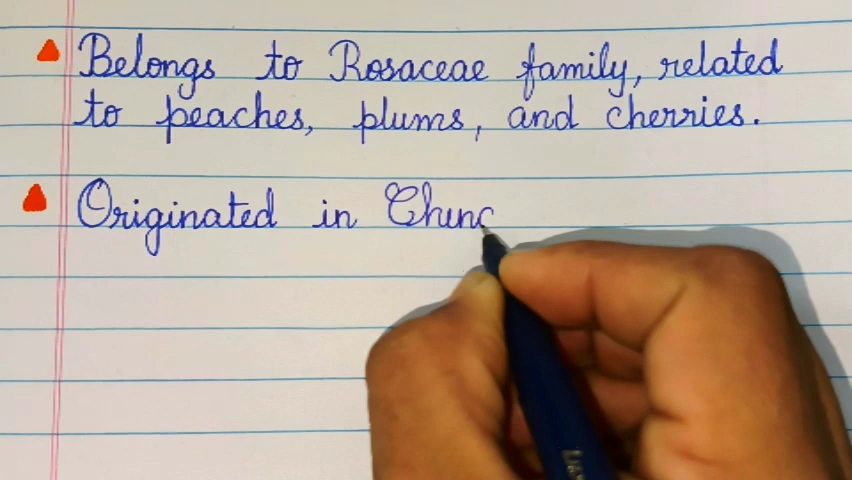 Belongs to Rosaceae family, related
to peaches, plums, and cherries.
Originated in Chinc